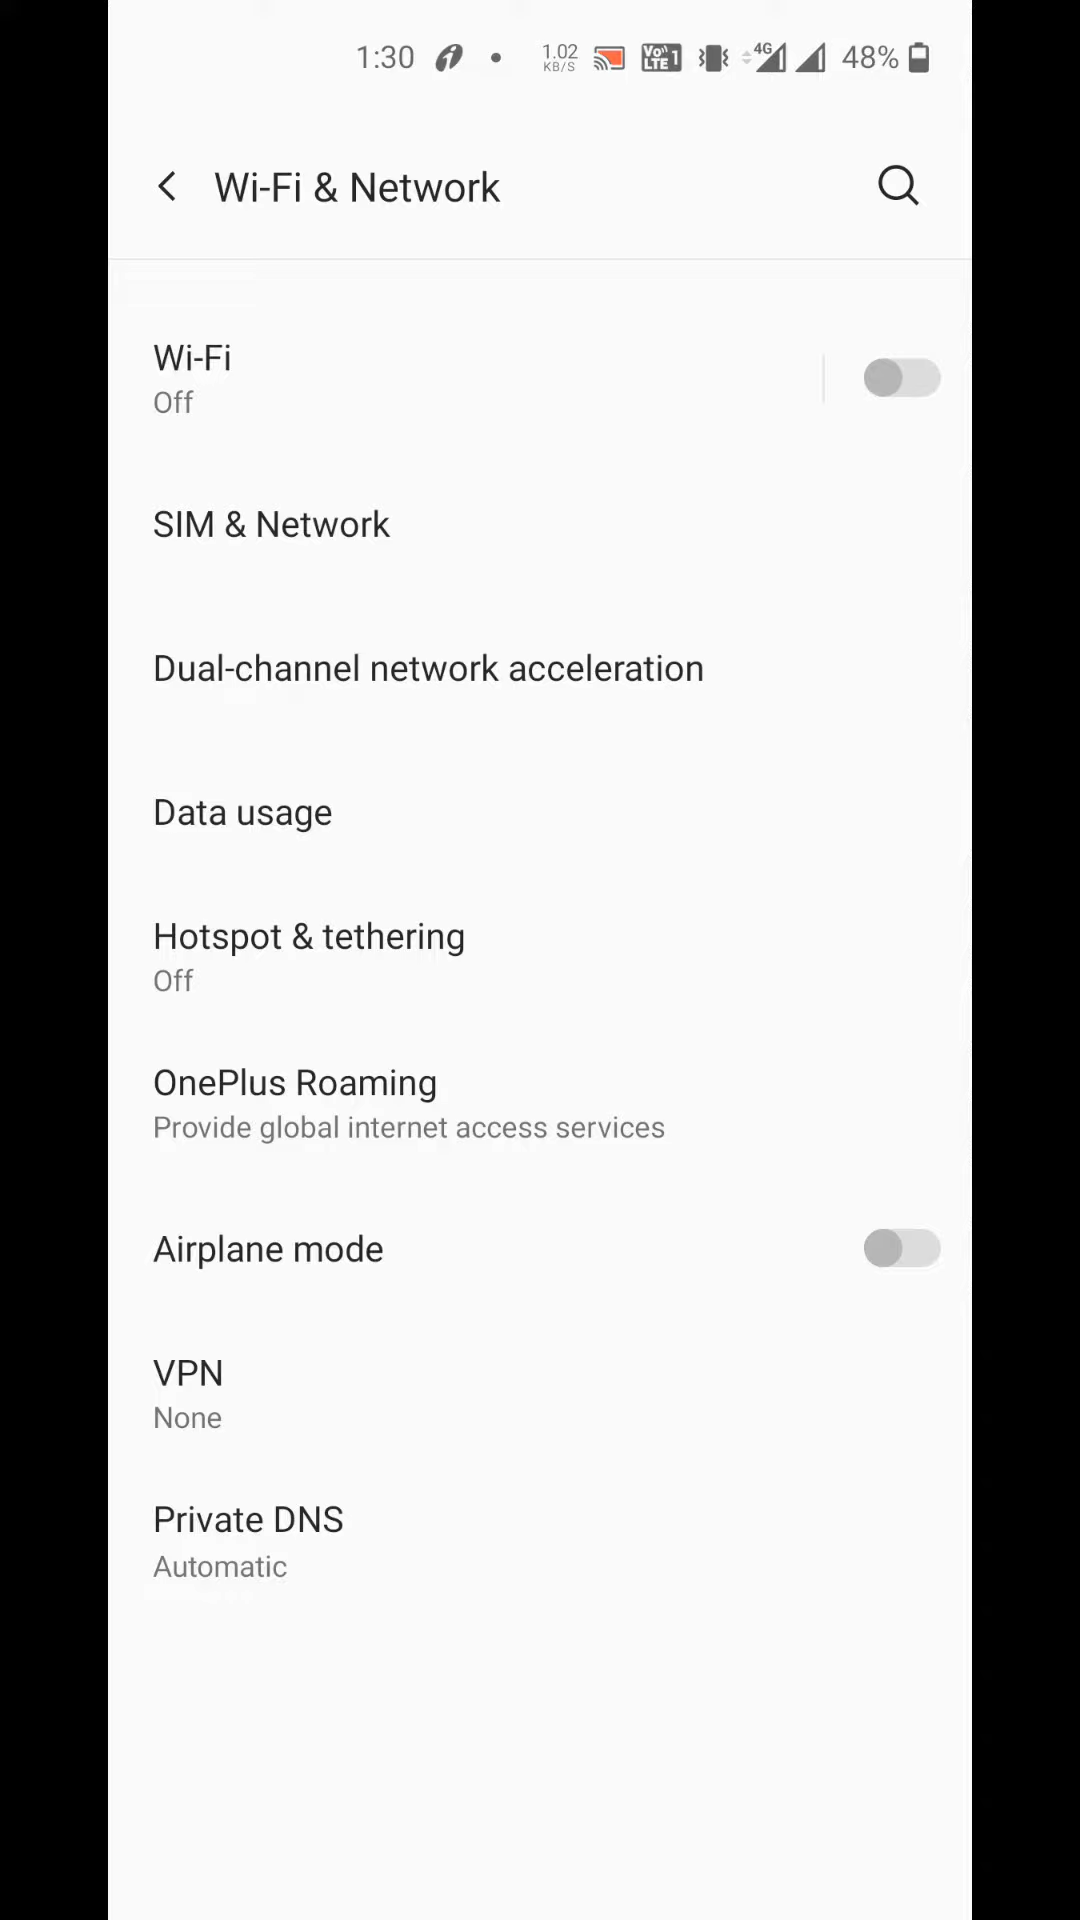 1:30 1.02 KB/S VoLTE 1 4G 48%
Wi-Fi & Network
Wi-Fi
Off
SIM & Network
Dual-channel network acceleration
Data usage
Hotspot & tethering
Off
OnePlus Roaming
Provide global internet access services
Airplane mode
VPN
None
Private DNS
Automatic